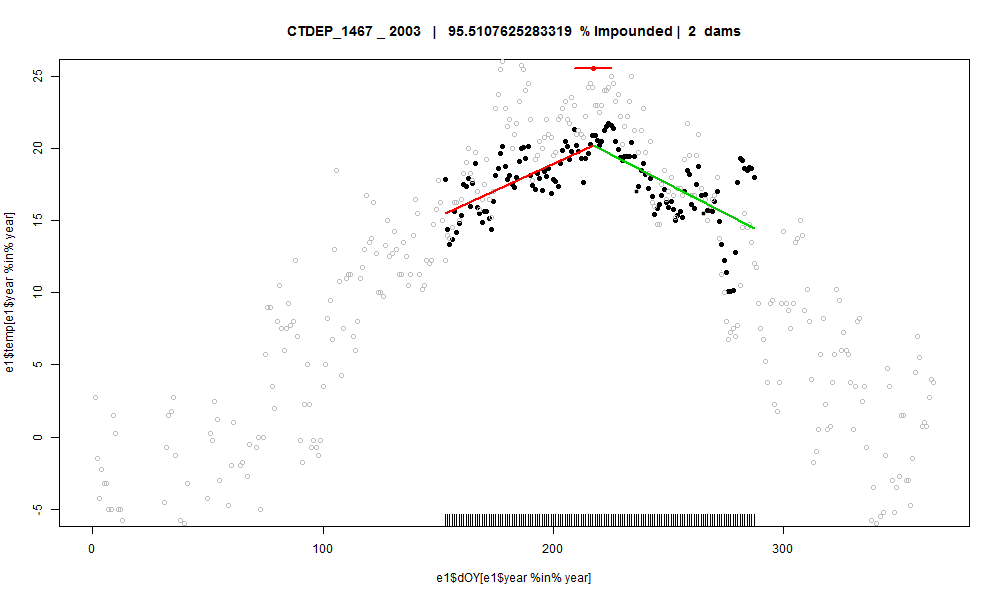 CTDEP_1467 _ 2003 | 95.5107625283319 % Impounded | 2 dams
25
20
15
10
5
0
-5
e1$temp[e1$year %in% year]
0 100 200 300
e1$dOY[e1$year %in% year]